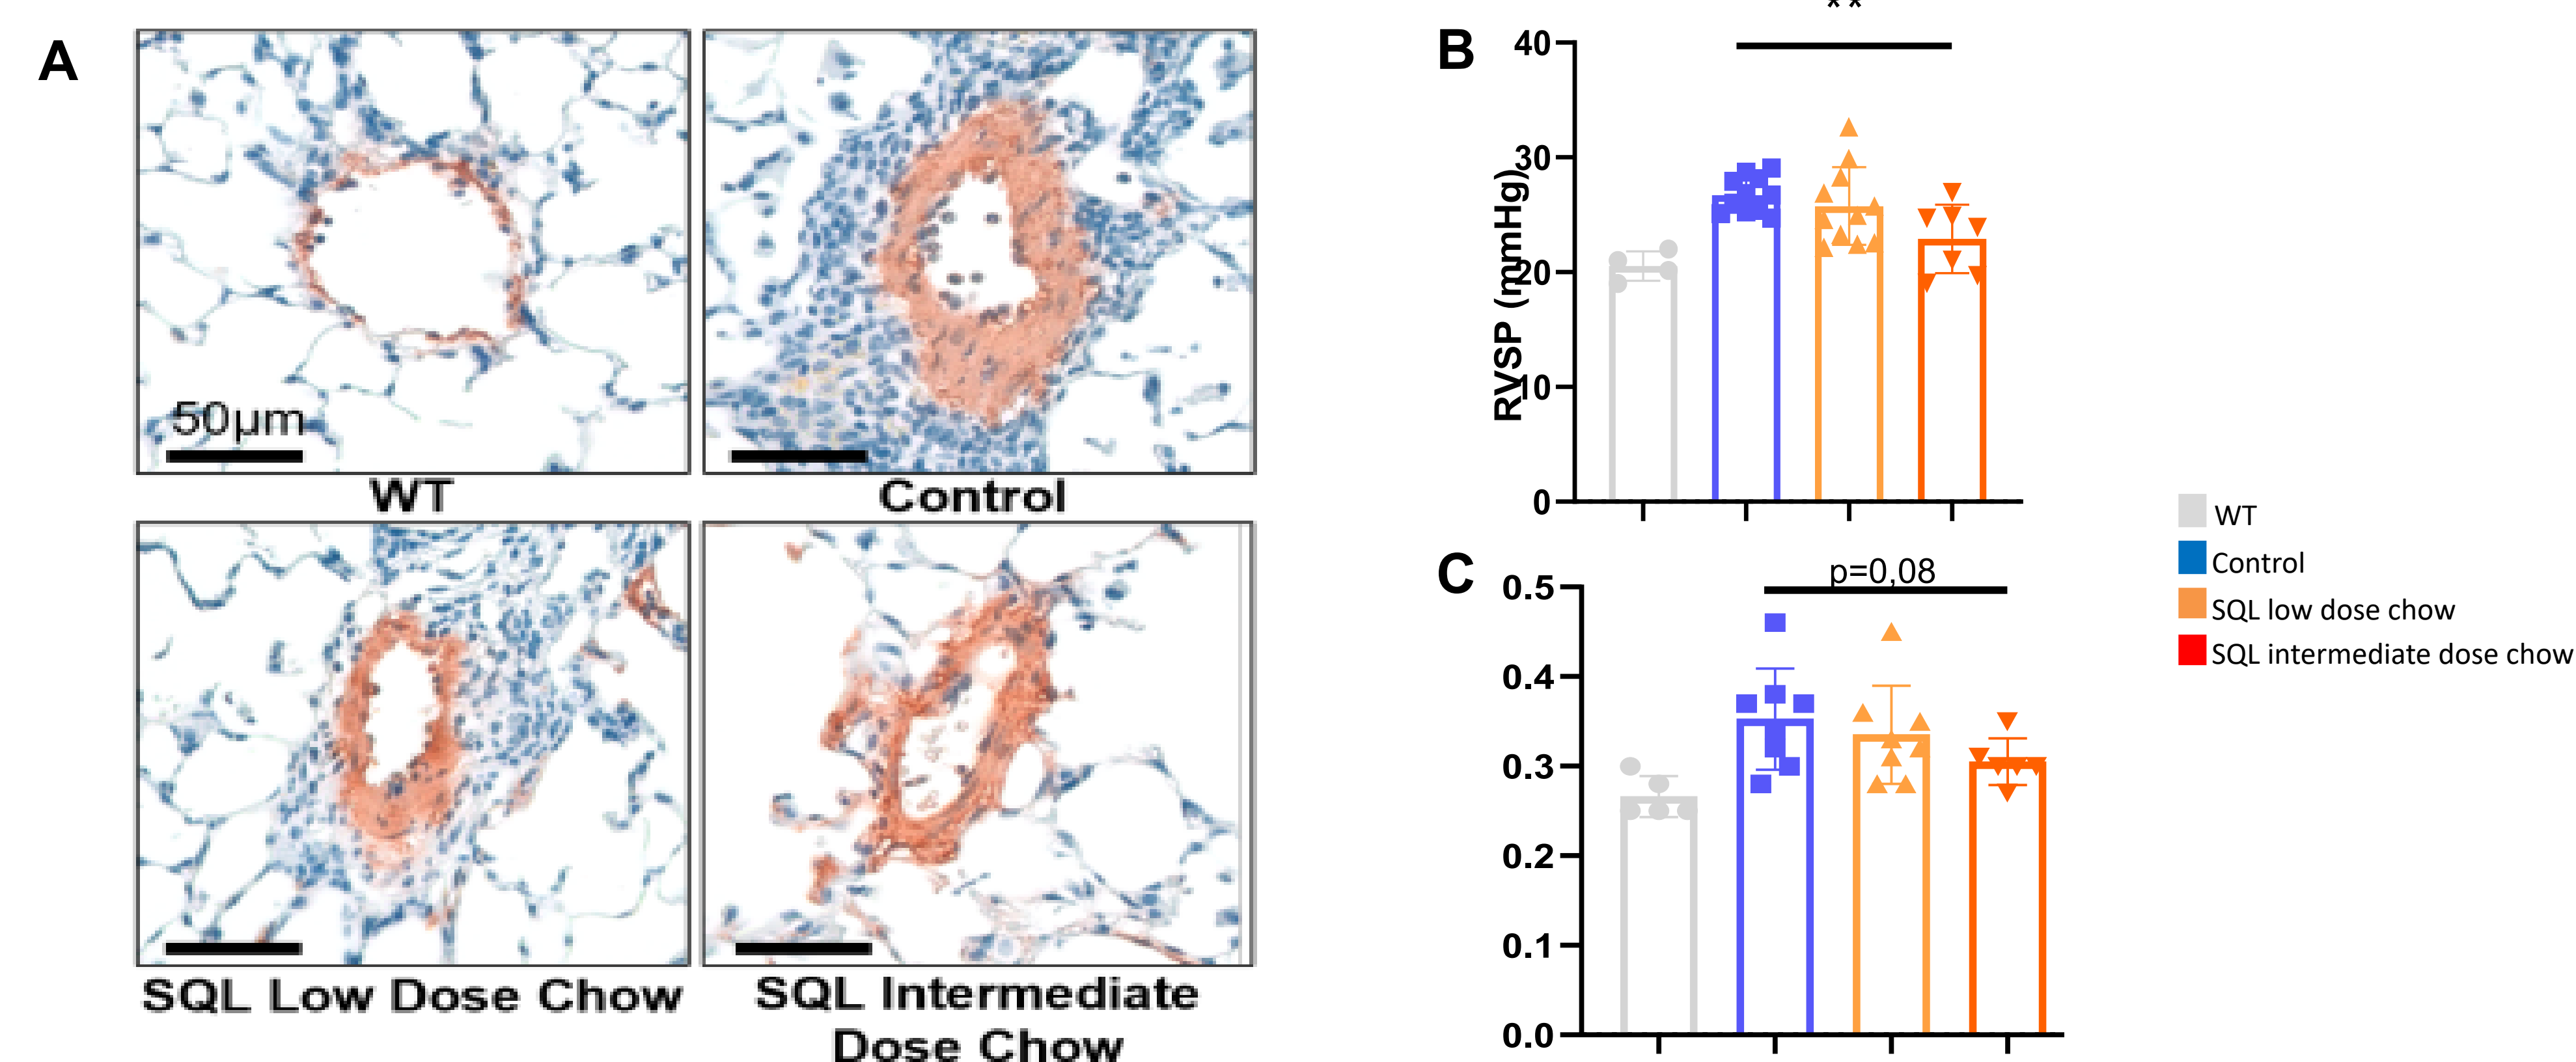 A
50µm
WT
Control
SQL Low Dose Chow
SQL Intermediate
Dose Chow
B
**
RVSP (mmHg)
40
30
20
10
0
C
p=0,08
0.5
0.4
0.3
0.2
0.1
0.0
WT
Control
SQL low dose chow
SQL intermediate dose chow